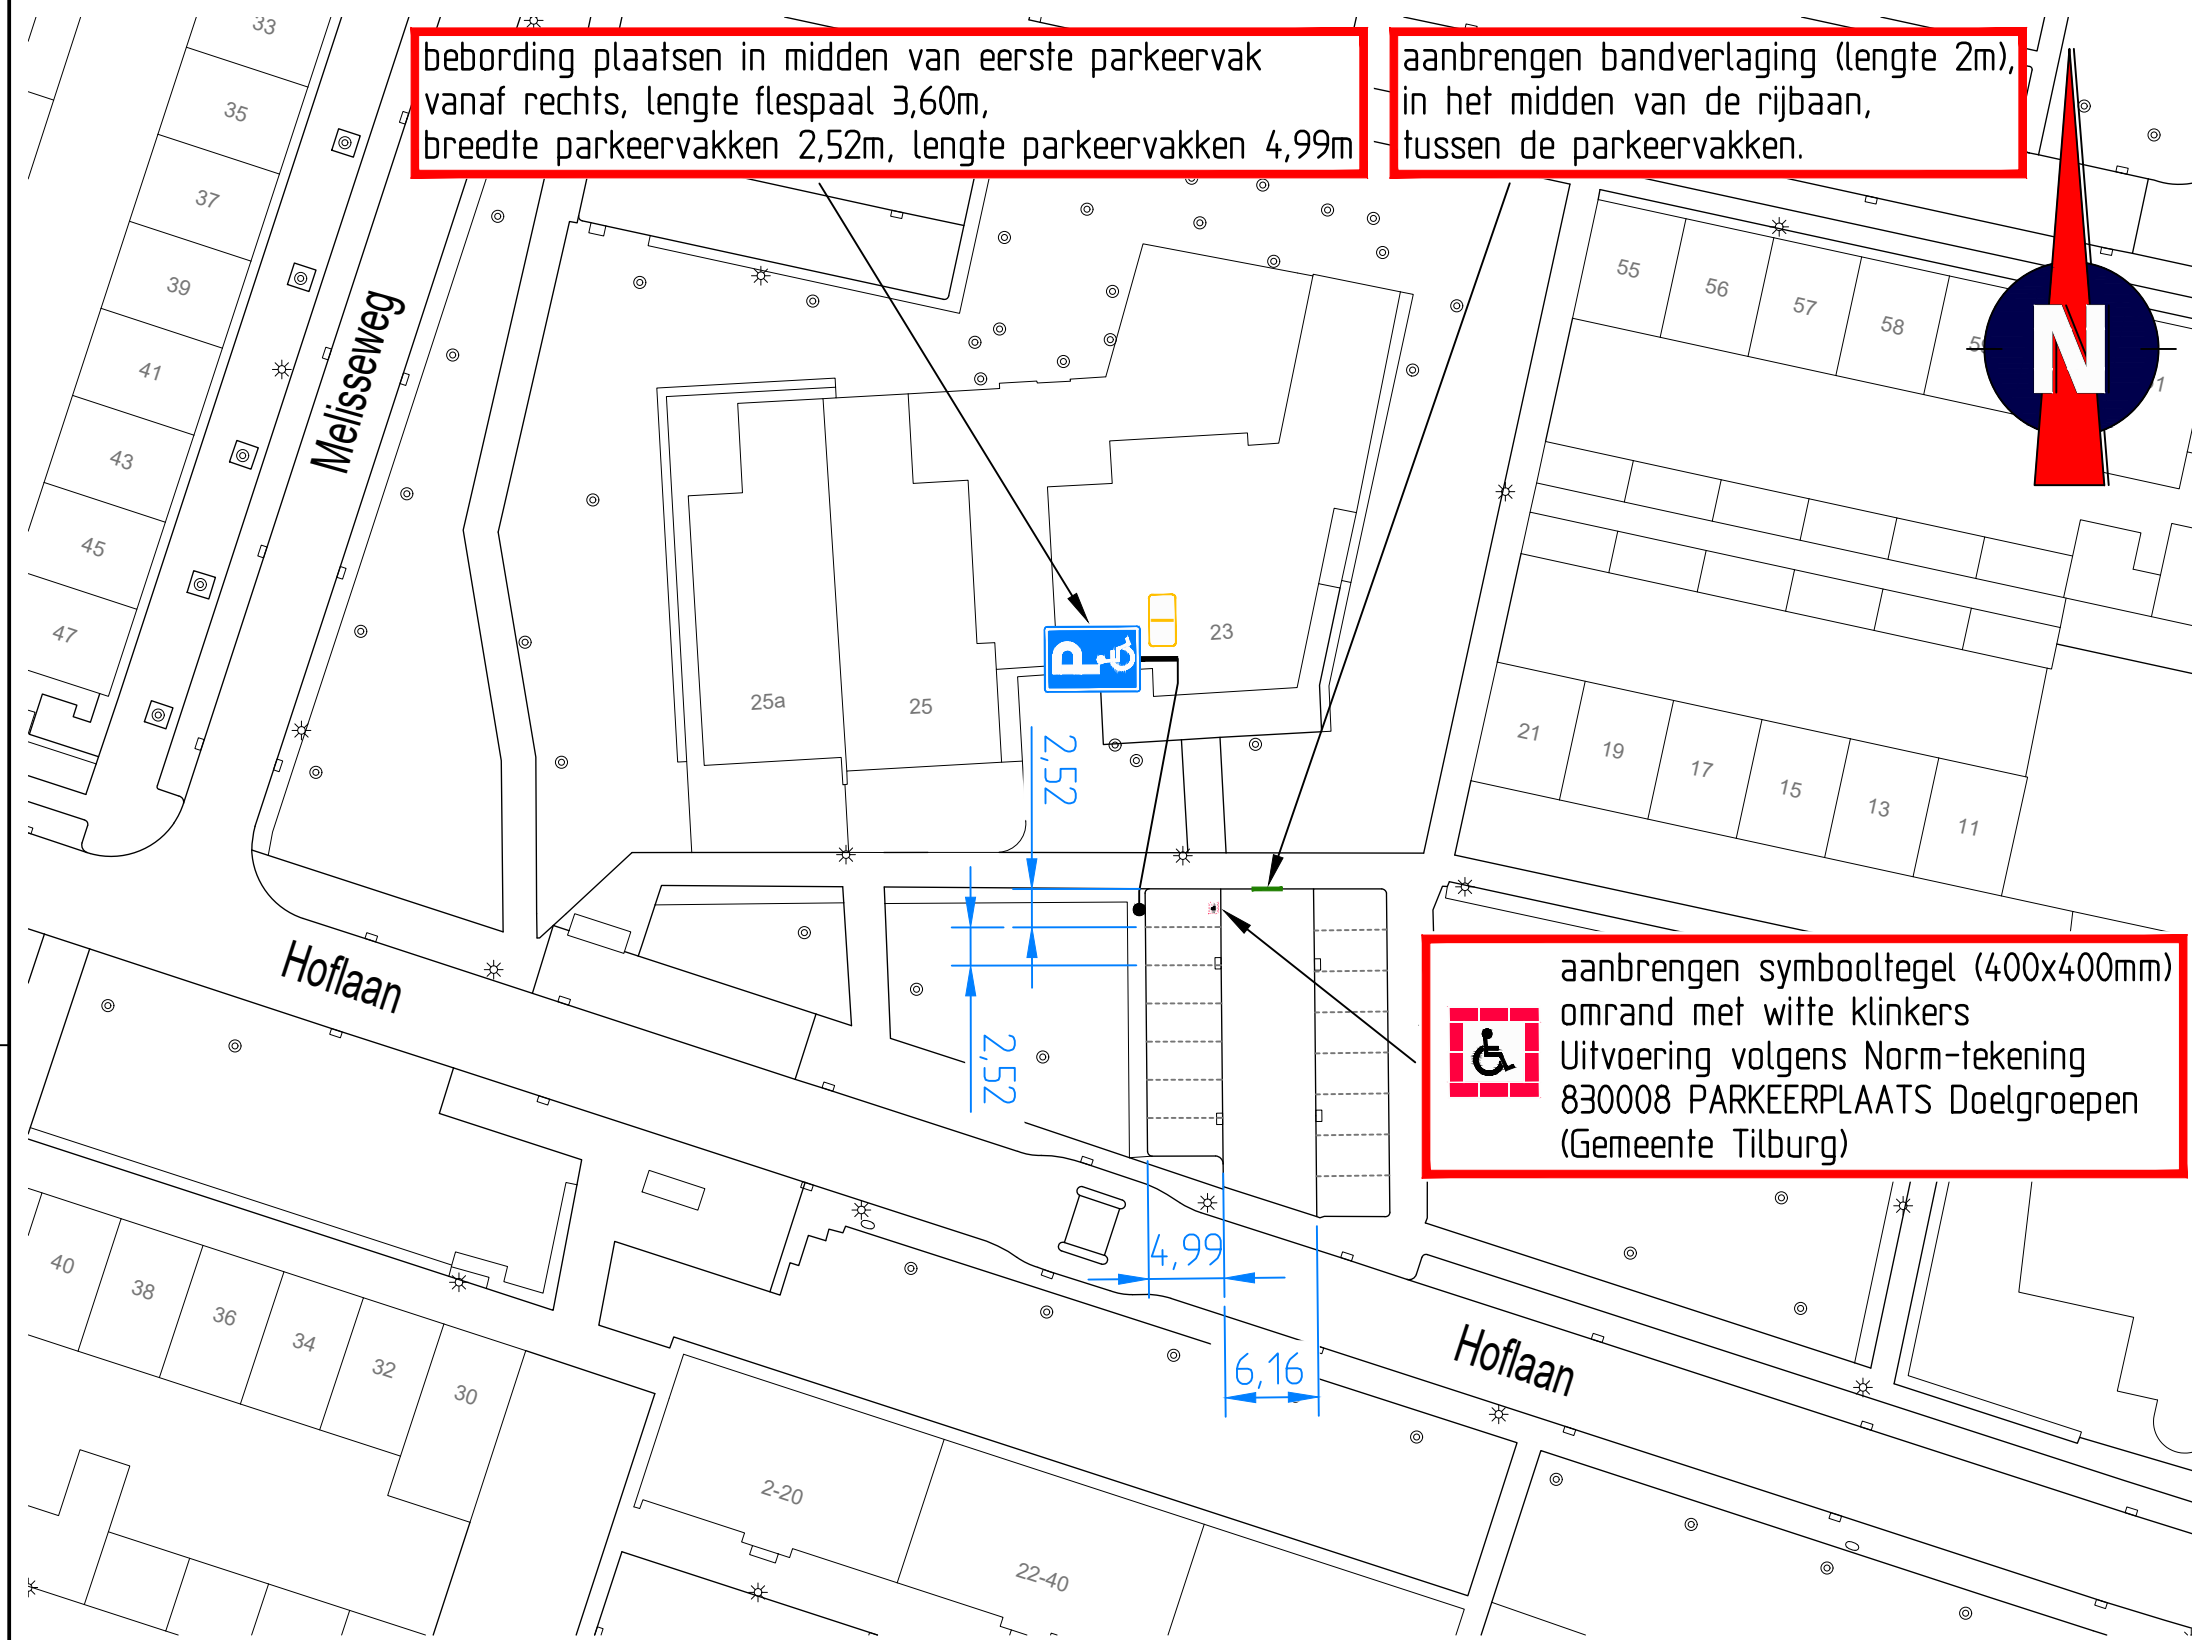 bebording plaatsen in midden van eerste parkeervak
vanaf rechts, lengte flespaal 3,60m,
breedte parkeervakken 2,52m, lengte parkeervakken 4,99m
aanbrengen bandverlaging (lengte 2m),
in het midden van de rijbaan,
tussen de parkeervakken.
N
33
35
37
39
41
43
45
47
Melisseweg
55
56
57
58
P
23
25a
25
21
19
17
15
13
11
2,52
2,52
Hoflaan
aanbrengen symbooltegel (400x400mm)
omrand met witte klinkers
Uitvoering volgens Norm-tekening
830008 PARKEERPLAATS Doelgroepen
(Gemeente Tilburg)
4,99
6,16
Hoflaan
40
38
36
34
32
30
2-20
22-40